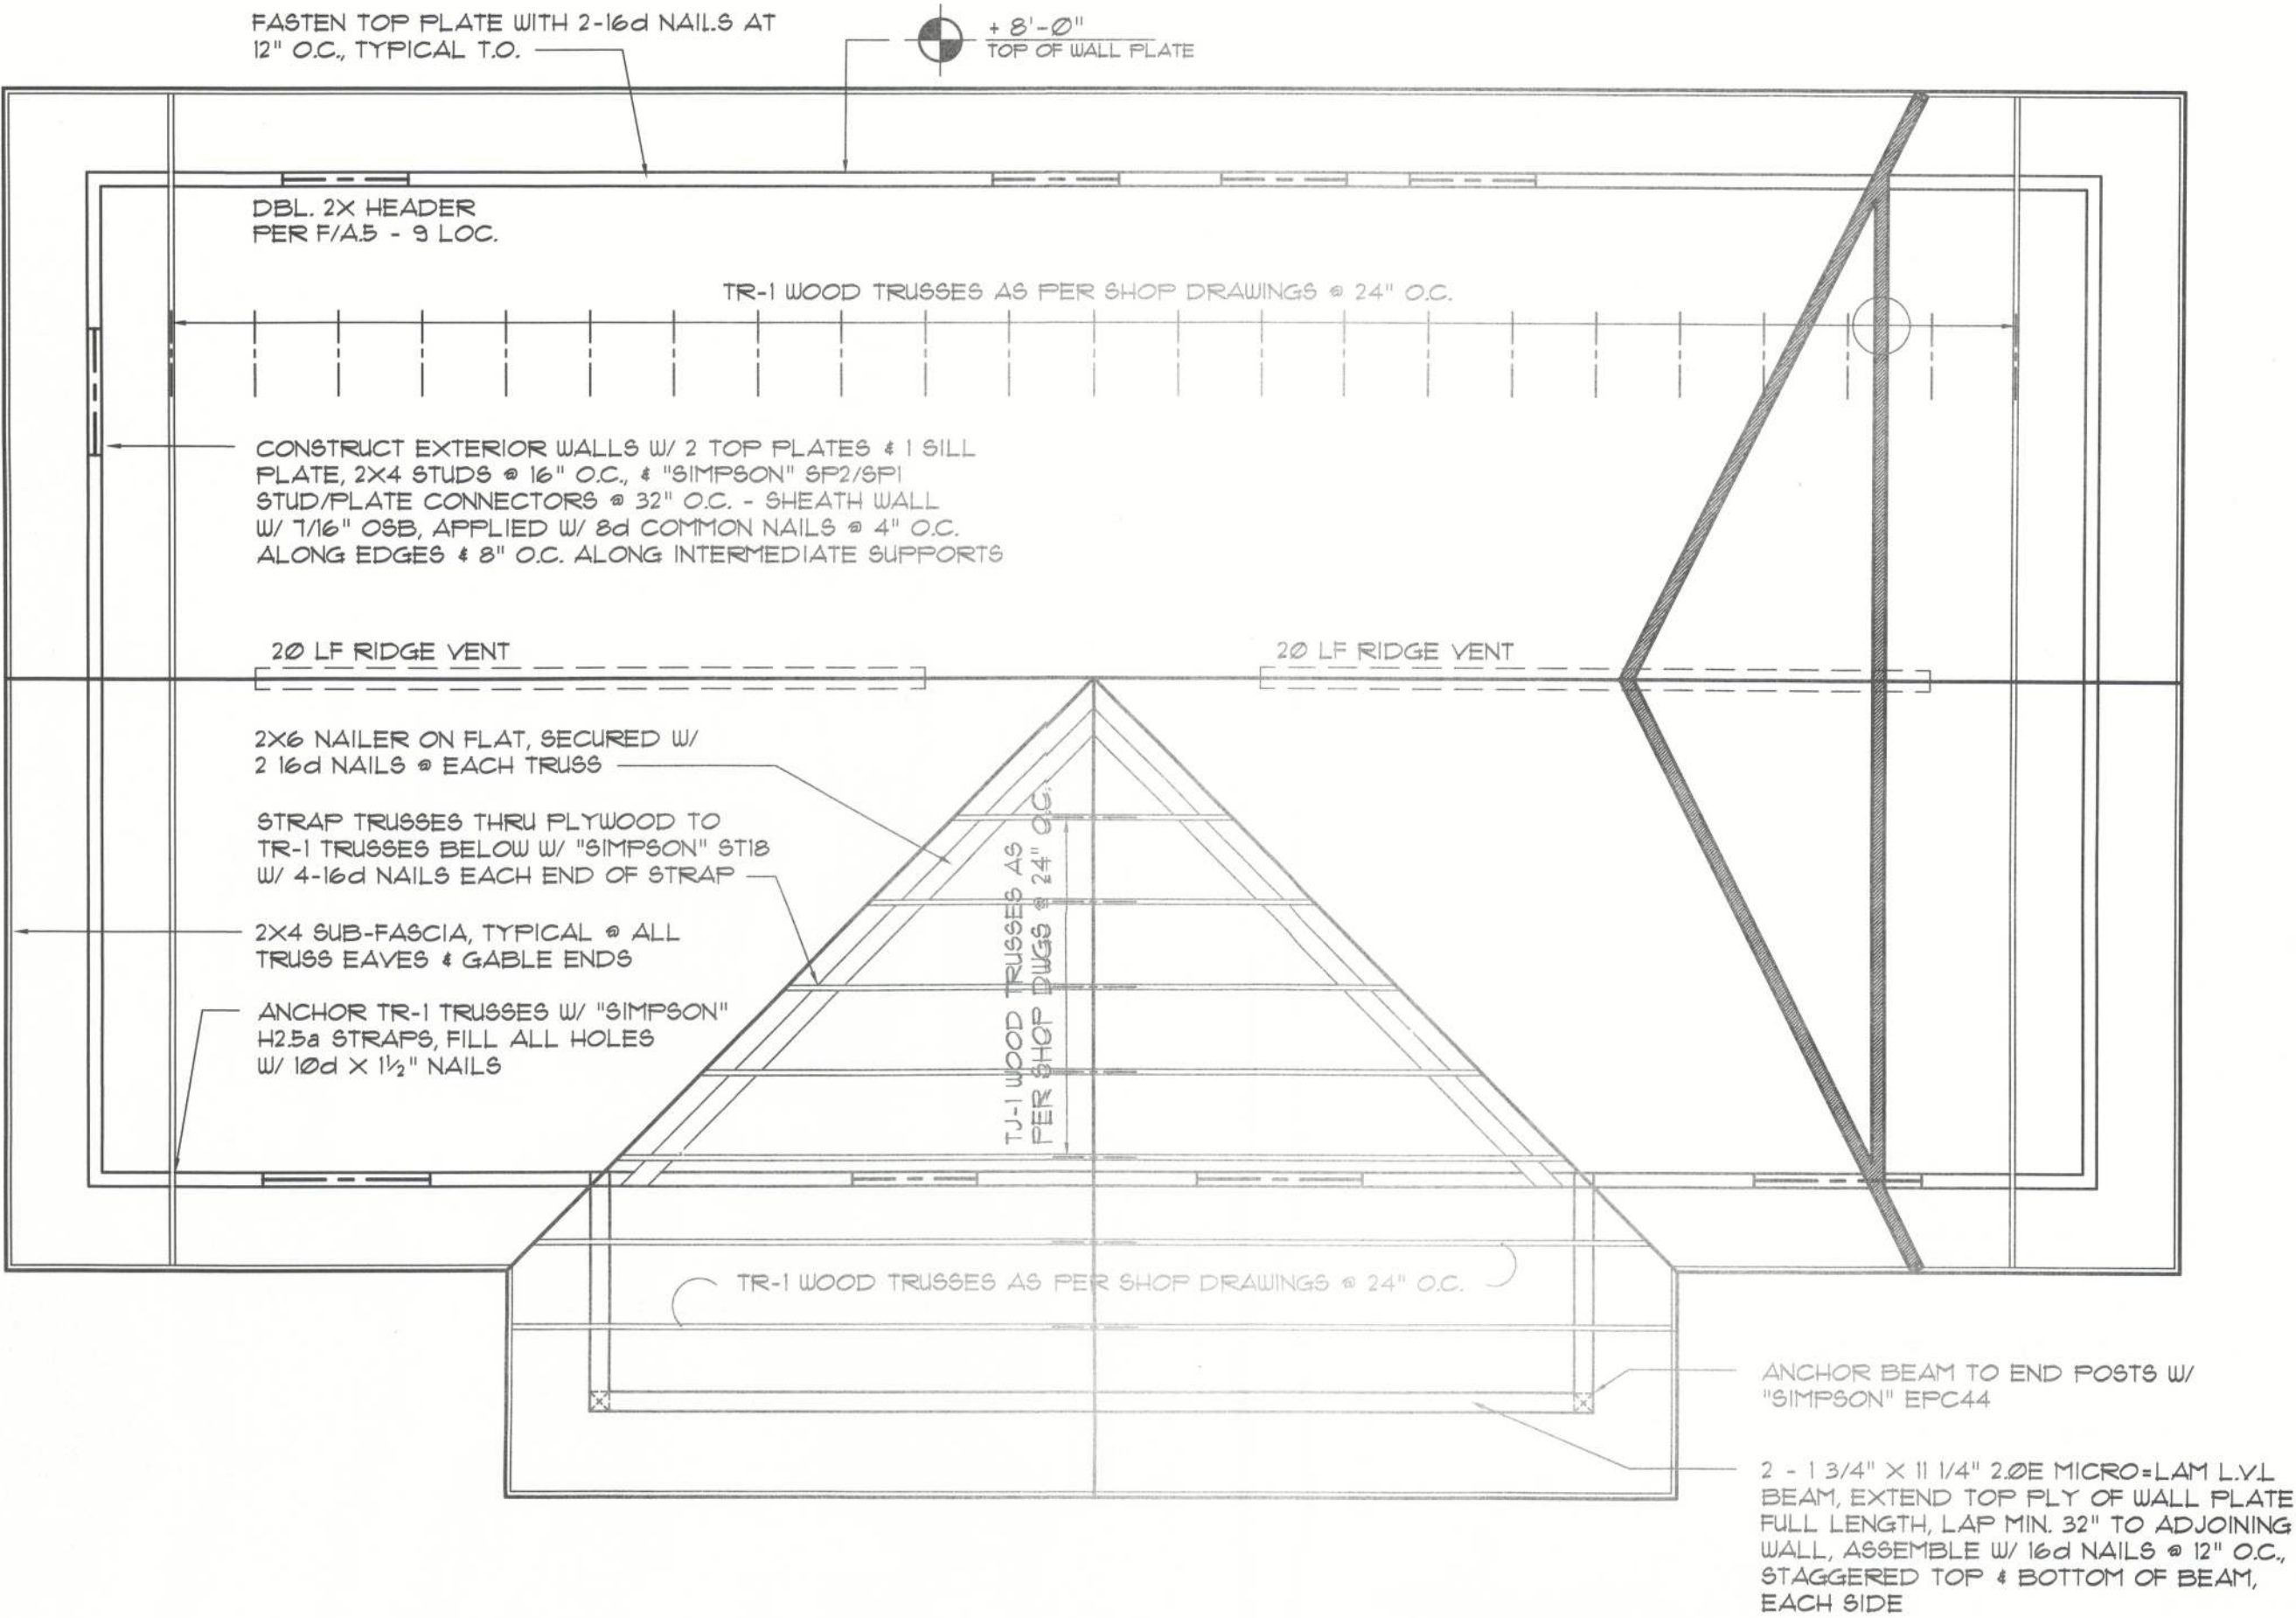 FASTEN TOP PLATE WITH 2-16d NAILS AT
12" O.C., TYPICAL T.O.
+ 8'-Ø"
TOP OF WALL PLATE
DBL. 2X HEADER
PER F/A.5 - 9 LOC.
TR-1 WOOD TRUSSES AS PER SHOP DRAWINGS @ 24" O.C.
CONSTRUCT EXTERIOR WALLS W/ 2 TOP PLATES & 1 SILL
PLATE, 2X4 STUDS @ 16" O.C., & "SIMPSON" SP2/SP1
STUD/PLATE CONNECTORS @ 32" O.C. - SHEATH WALL
W/ 7/16" OSB, APPLIED W/ 8d COMMON NAILS @ 4" O.C.
ALONG EDGES & 8" O.C. ALONG INTERMEDIATE SUPPORTS
2Ø LF RIDGE VENT
2Ø LF RIDGE VENT
2X6 NAILER ON FLAT, SECURED W/
2 16d NAILS @ EACH TRUSS
STRAP TRUSSES THRU PLYWOOD TO
TR-1 TRUSSES BELOW W/ "SIMPSON" ST18
W/ 4-16d NAILS EACH END OF STRAP
2X4 SUB-FASCIA, TYPICAL @ ALL
TRUSS EAVES & GABLE ENDS
ANCHOR TR-1 TRUSSES W/ "SIMPSON"
H2.5a STRAPS, FILL ALL HOLES
W/ 1Ød X 1½" NAILS
TJ-1 WOOD TRUSSES AS
PER SHOP DWGS @ 24" O.C.
TR-1 WOOD TRUSSES AS PER SHOP DRAWINGS @ 24" O.C.
ANCHOR BEAM TO END POSTS W/
"SIMPSON" EPC44
2 - 1 3/4" X 11 1/4" 2.ØE MICRO=LAM L.V.L
BEAM, EXTEND TOP PLY OF WALL PLATE
FULL LENGTH, LAP MIN. 32" TO ADJOINING
WALL, ASSEMBLE W/ 16d NAILS @ 12" O.C.,
STAGGERED TOP & BOTTOM OF BEAM,
EACH SIDE